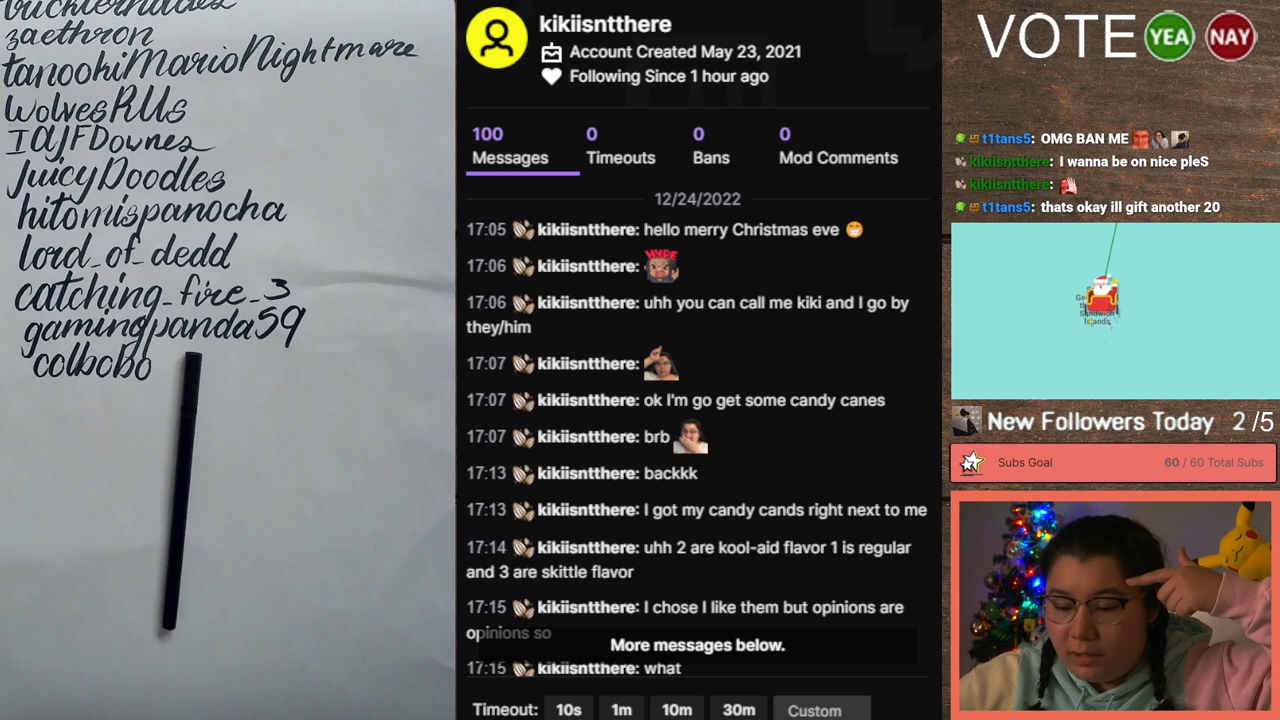 zaethron
tanookiMarioNightmare
WolvesRUs
IAJFDownes
JuicyDoodles
hitomispanocha
lord_of_dedd
catching_fire_3
gamingpanda59
colboBo
kikiisntthere
Account Created May 23, 2021
Following Since 1 hour ago
100 0 0 0
Messages Timeouts Bans Mod Comments
12/24/2022
17:05 kikiisntthere: hello merry Christmas eve 😁
17:06 kikiisntthere: HYPE
17:06 kikiisntthere: uhh you can call me kiki and I go by
they/him
17:07 kikiisntthere:
17:07 kikiisntthere: ok I'm go get some candy canes
17:07 kikiisntthere: brb
17:13 kikiisntthere: backkk
17:13 kikiisntthere: I got my candy cands right next to me
17:14 kikiisntthere: uhh 2 are kool-aid flavor 1 is regular
and 3 are skittle flavor
17:15 kikiisntthere: I chose I like them but opinions are
opinions so
More messages below.
17:15 kikiisntthere: what
Timeout: 10s 1m 10m 30m Custom
VOTE YEA NAY
t1tans5: OMG BAN ME
kikiisntthere: I wanna be on nice pleS
kikiisntthere:
t1tans5: thats okay ill gift another 20
Sandwich
Islands
New Followers Today 2 /5
Subs Goal 60 / 60 Total Subs